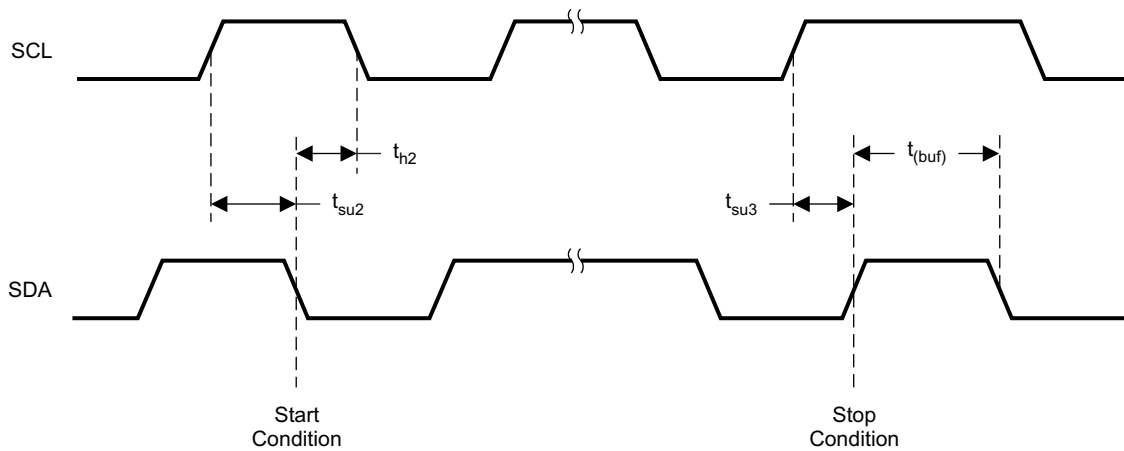 SCL
t_h2
t_(buf)
t_su2
t_su3
SDA
Start
Condition
Stop
Condition